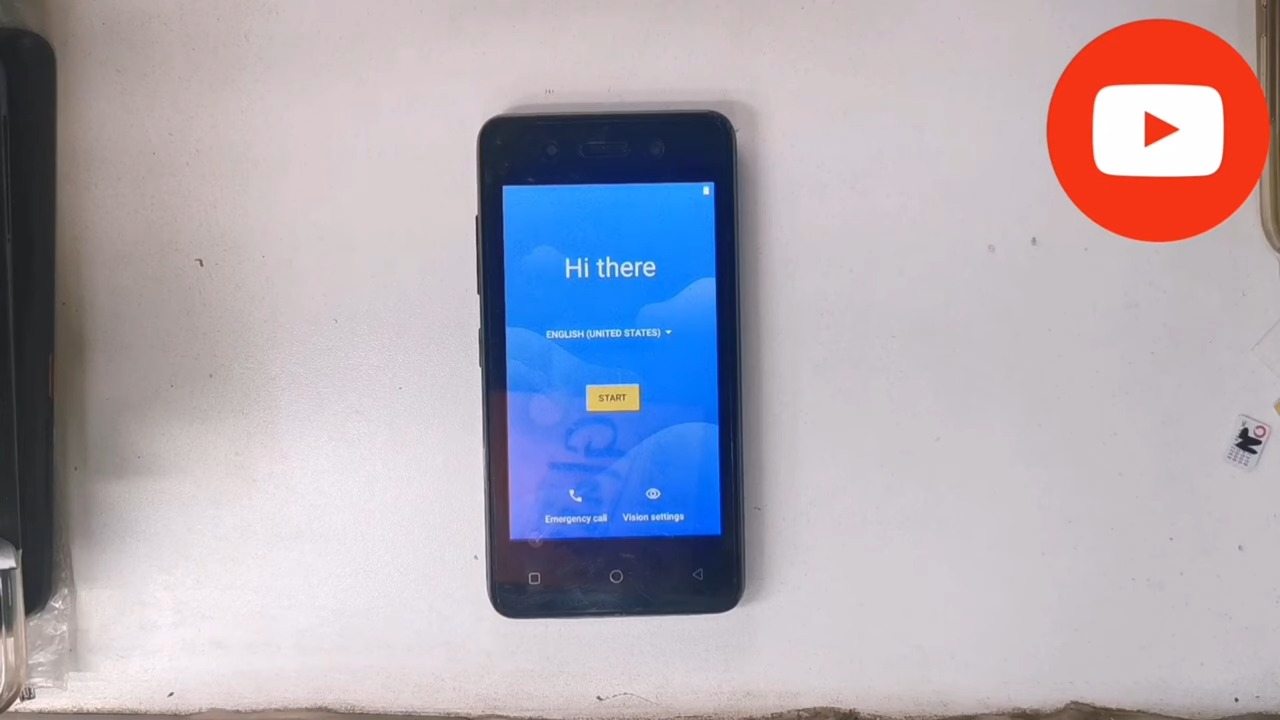 Hi there
ENGLISH (UNITED STATES)
START
Emergency call
Vision settings